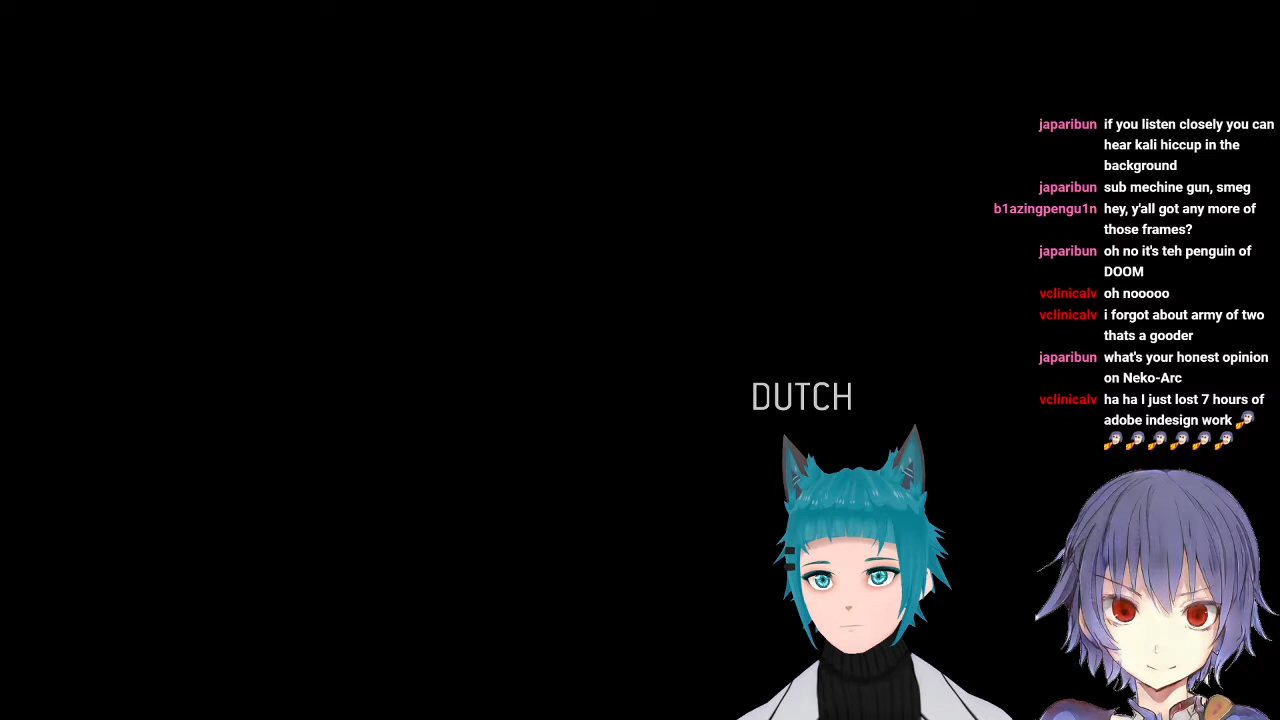 japaribun if you listen closely you can
hear kali hiccup in the
background
japaribun sub mechine gun, smeg
b1azingpengu1n hey, y'all got any more of
those frames?
japaribun oh no it's teh penguin of
DOOM
vclinicalv oh nooooo
vclinicalv i forgot about army of two
thats a gooder
japaribun what's your honest opinion
on Neko-Arc
vclinicalv ha ha I just lost 7 hours of
adobe indesign work
DUTCH